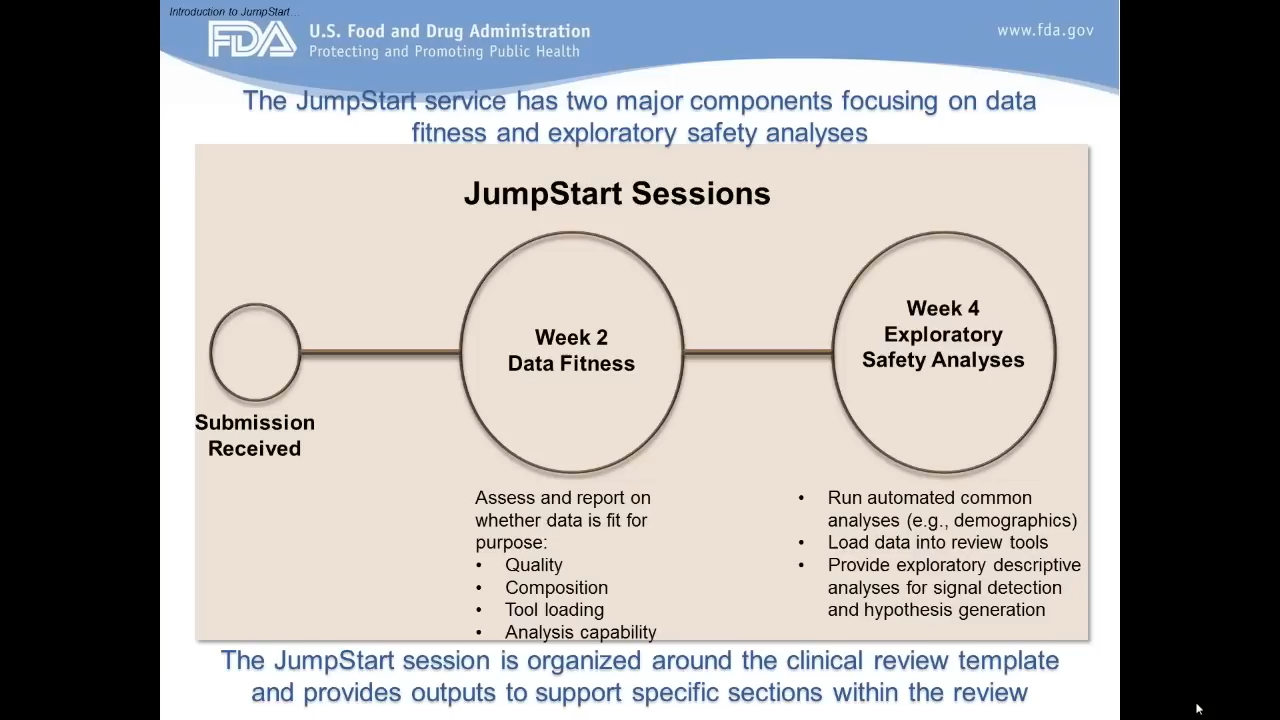 Introduction to JumpStart...
FDA
U.S. Food and Drug Administration
Protecting and Promoting Public Health
www.fda.gov
The JumpStart service has two major components focusing on data
fitness and exploratory safety analyses
JumpStart Sessions
Submission
Received
Week 2
Data Fitness
Week 4
Exploratory
Safety Analyses
Assess and report on
whether data is fit for
purpose:
• Quality
• Composition
• Tool loading
• Analysis capability
• Run automated common
analyses (e.g., demographics)
• Load data into review tools
• Provide exploratory descriptive
analyses for signal detection
and hypothesis generation
The JumpStart session is organized around the clinical review template
and provides outputs to support specific sections within the review